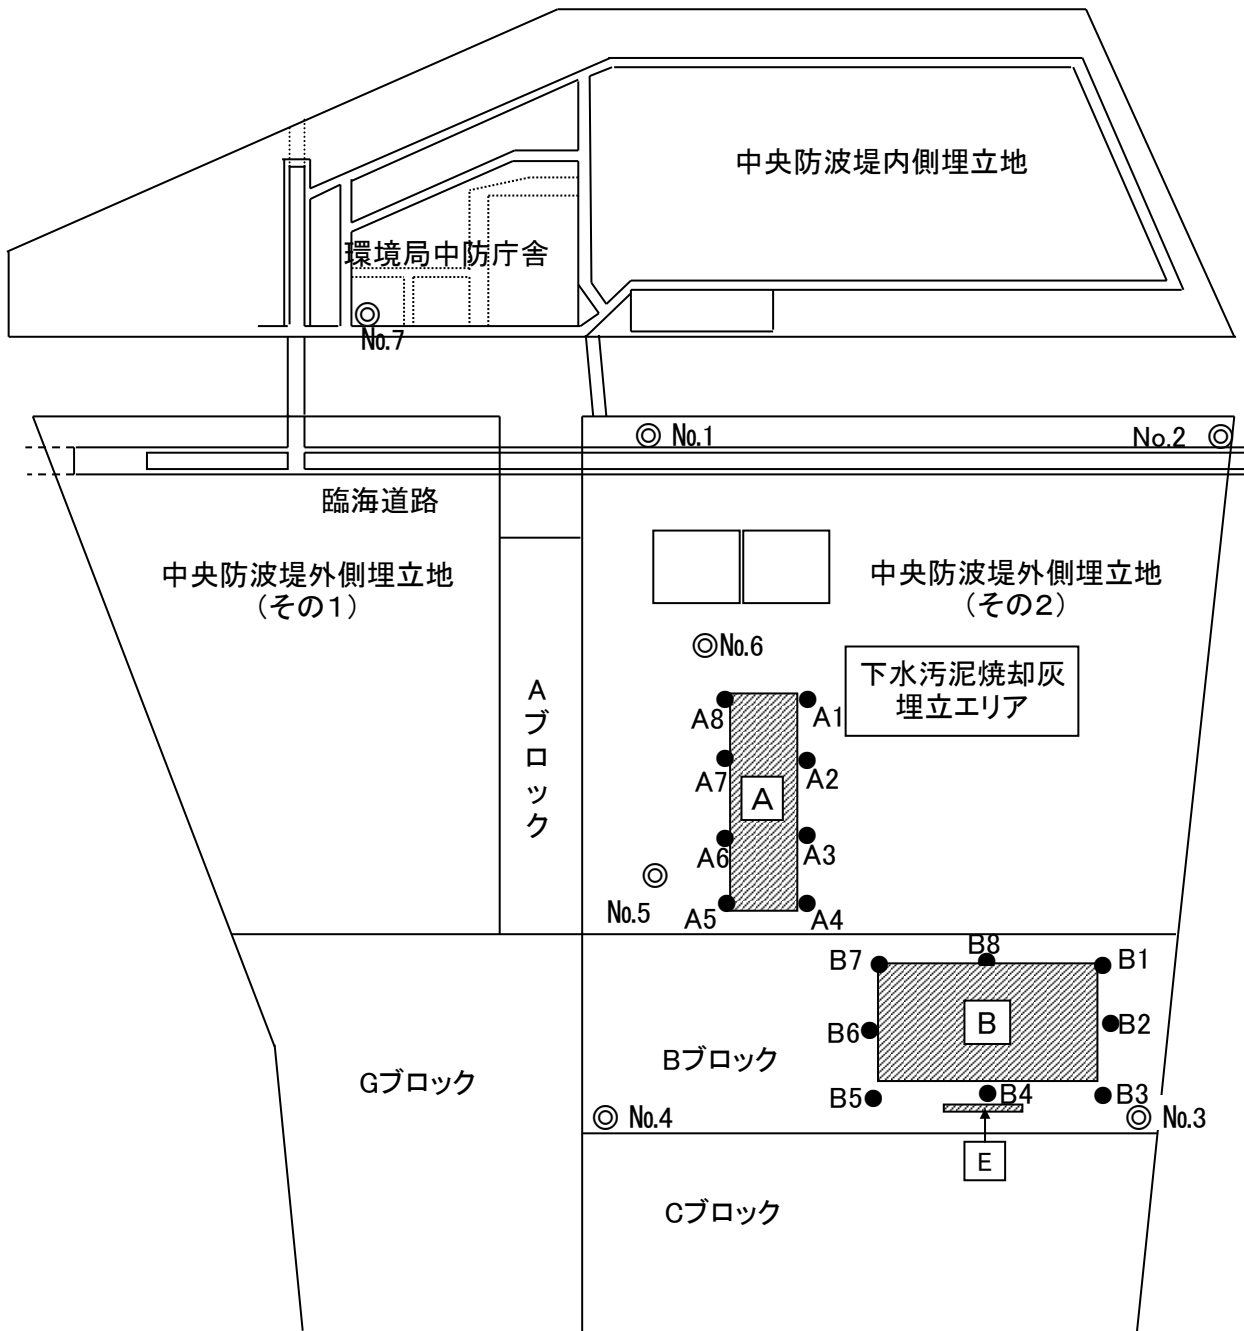 中央防波堤内側埋立地
環境局中防庁舎
No.7
No.1
No.2
臨海道路
中央防波堤外側埋立地
(その1)
中央防波堤外側埋立地
(その2)
No.6
下水汚泥焼却灰
埋立エリア
Aブロック
A8
A1
A7
A2
A
A6
A3
No.5
A5
A4
B7
B8
B1
B6
B
B2
Bブロック
Gブロック
B5
B4
B3
No.4
No.3
E
Cブロック